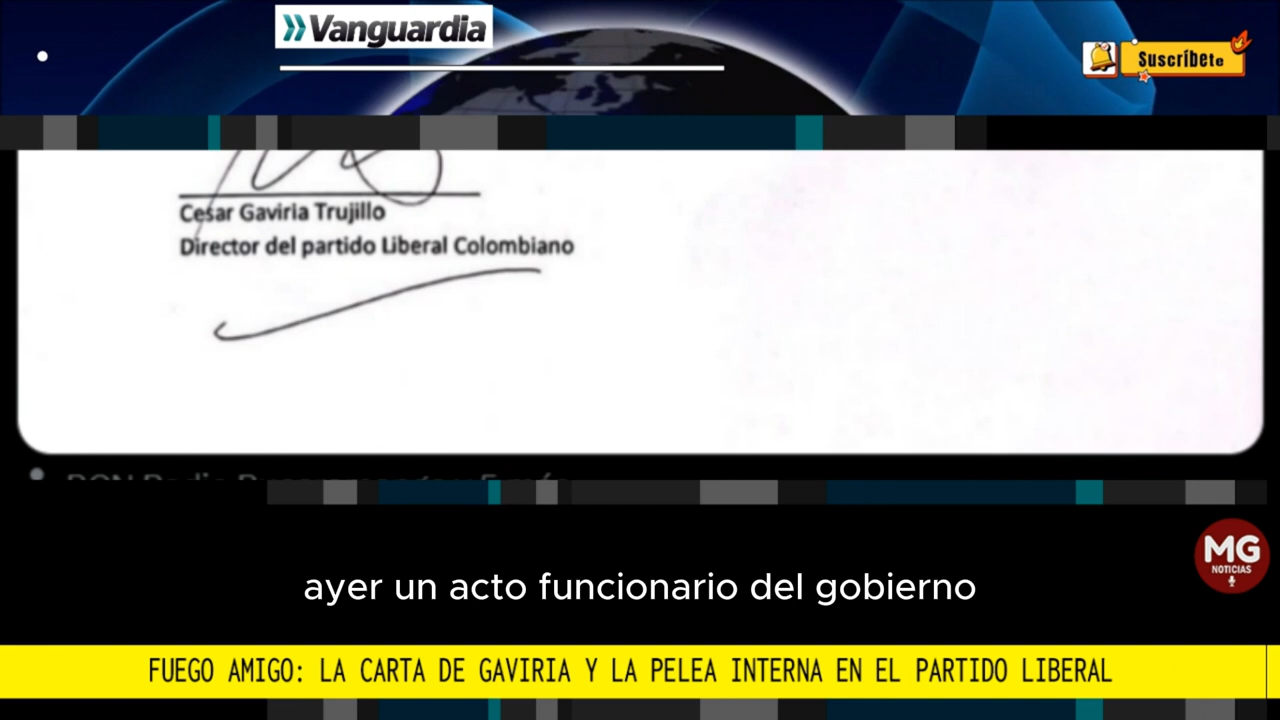 Vanguardia
Suscríbete
Cesar Gaviria Trujillo
Director del partido Liberal Colombiano
ayer un acto funcionario del gobierno
MG
NOTICIAS
FUEGO AMIGO: LA CARTA DE GAVIRIA Y LA PELEA INTERNA EN EL PARTIDO LIBERAL